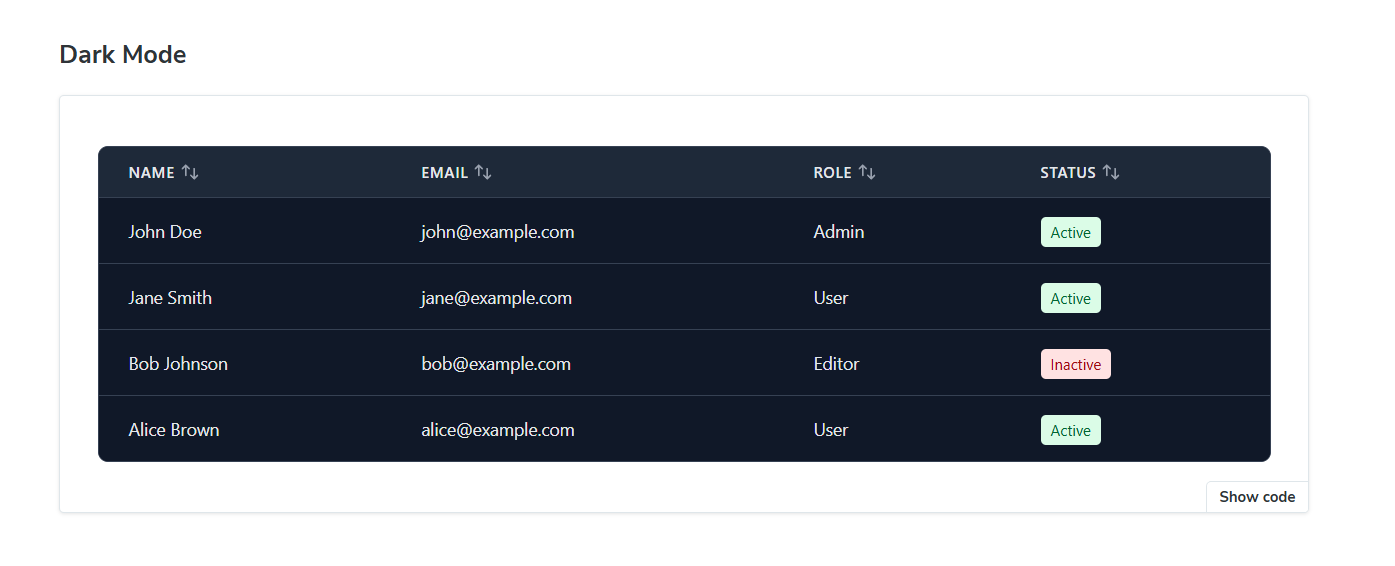 Dark Mode
NAME EMAIL ROLE STATUS
John Doe john@example.com Admin Active
Jane Smith jane@example.com User Active
Bob Johnson bob@example.com Editor Inactive
Alice Brown alice@example.com User Active
Show code